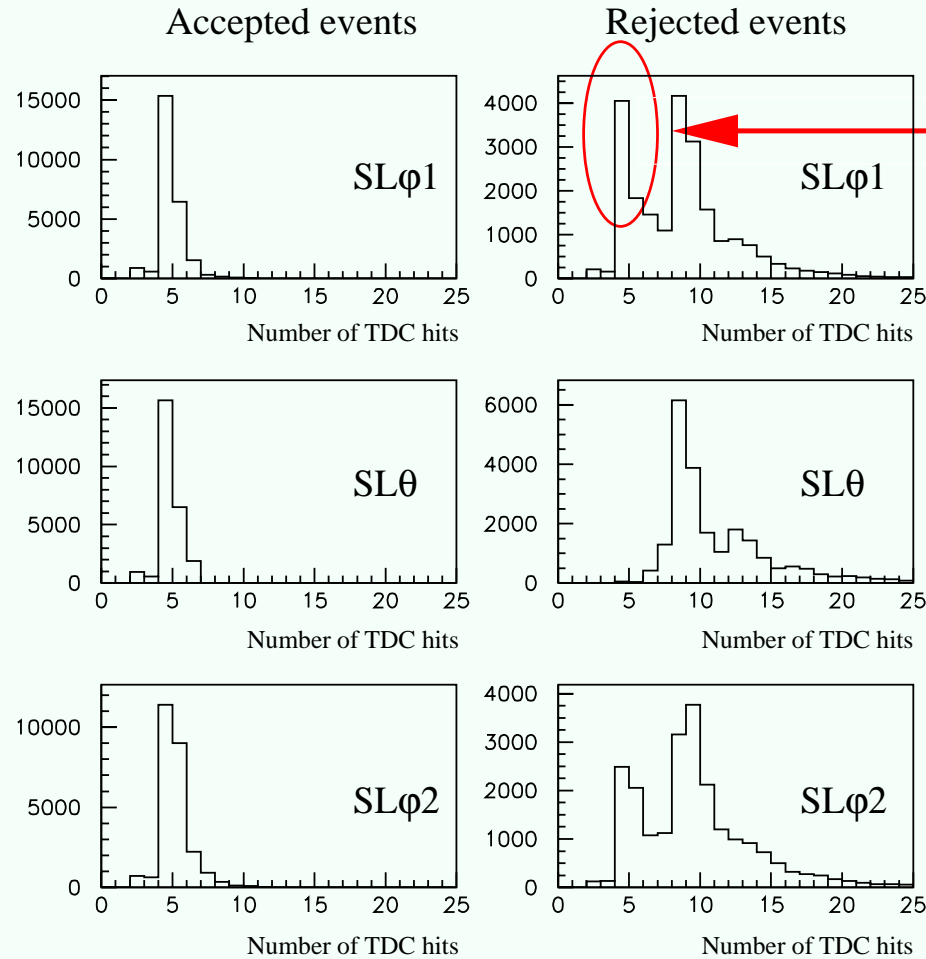 Accepted events
Rejected events
15000
10000
5000
0
SLφ1
0 5 10 15 20 25
Number of TDC hits
4000
3000
2000
1000
0
SLφ1
0 5 10 15 20 25
Number of TDC hits
15000
10000
5000
0
SLθ
0 5 10 15 20 25
Number of TDC hits
6000
4000
2000
0
SLθ
0 5 10 15 20 25
Number of TDC hits
10000
5000
0
SLφ2
0 5 10 15 20 25
Number of TDC hits
4000
3000
2000
1000
0
SLφ2
0 5 10 15 20 25
Number of TDC hits